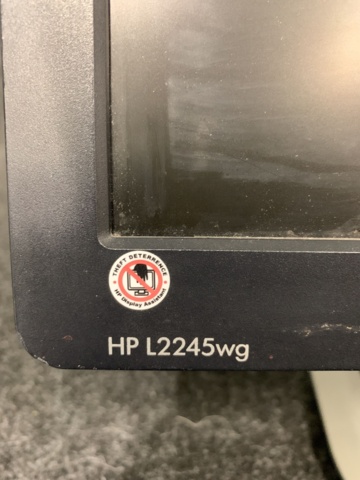 THEFT DETERRENCE
HP Display Assistant
HP L2245wg